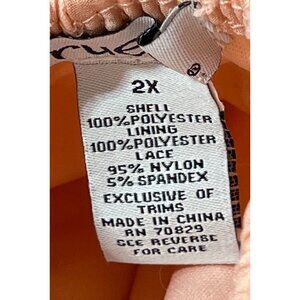 rue
2X
SHELL
100%POLYESTER
LINING
100%POLYESTER
LACE
95% NYLON
5% SPANDEX
EXCLUSIVE OF
TRIMS
MADE IN CHINA
RN 70829
SEE REVERSE
FOR CARE